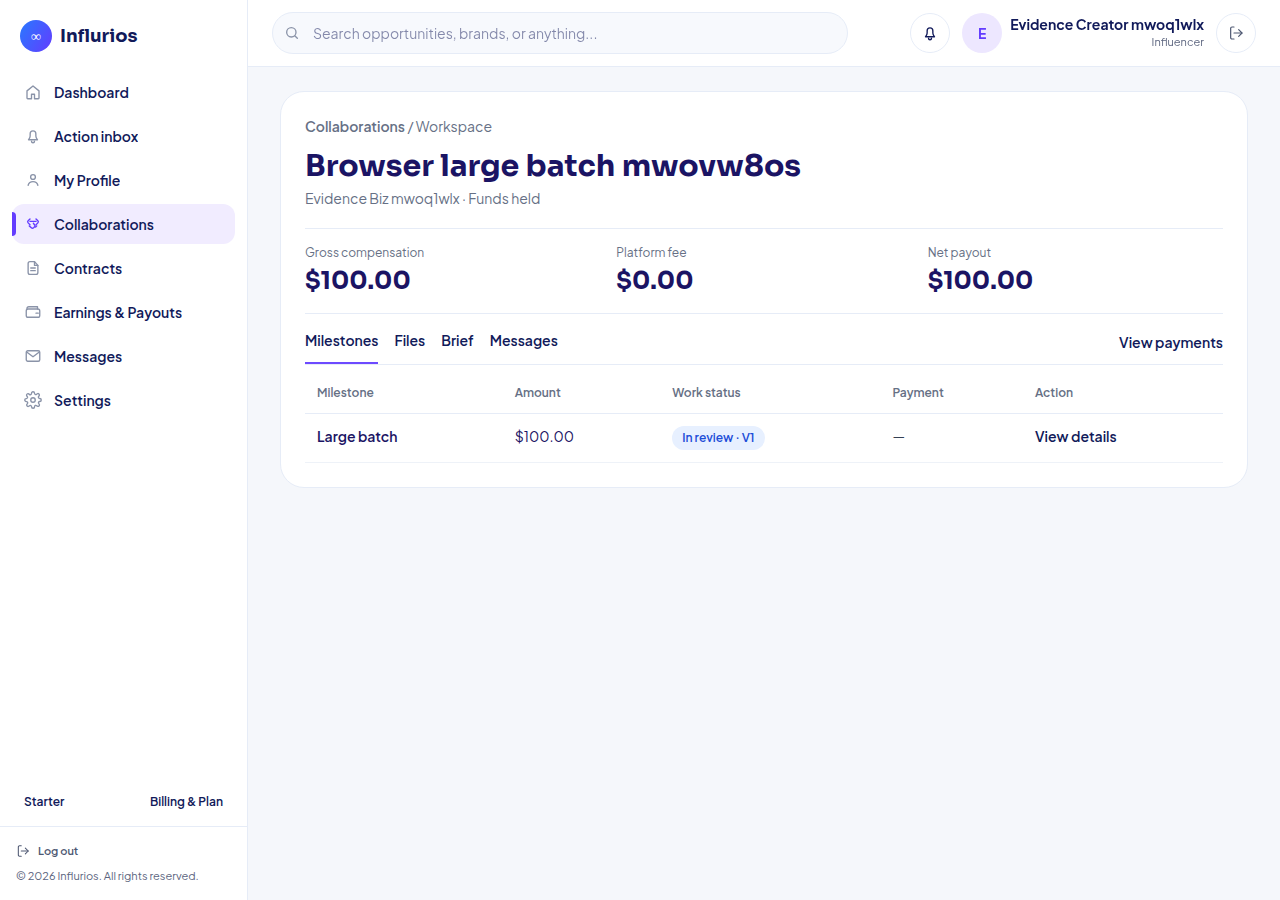 ∞ Influrios
Search opportunities, brands, or anything...
E
Evidence Creator mwoq1wlx
Influencer
Dashboard
Action inbox
My Profile
Collaborations
Contracts
Earnings & Payouts
Messages
Settings
Starter
Billing & Plan
Log out
© 2026 Influrios. All rights reserved.
Collaborations / Workspace
Browser large batch mwovw8os
Evidence Biz mwoq1wlx · Funds held
Gross compensation
$100.00
Platform fee
$0.00
Net payout
$100.00
Milestones Files Brief Messages View payments
Milestone Amount Work status Payment Action
Large batch $100.00 In review · V1 — View details